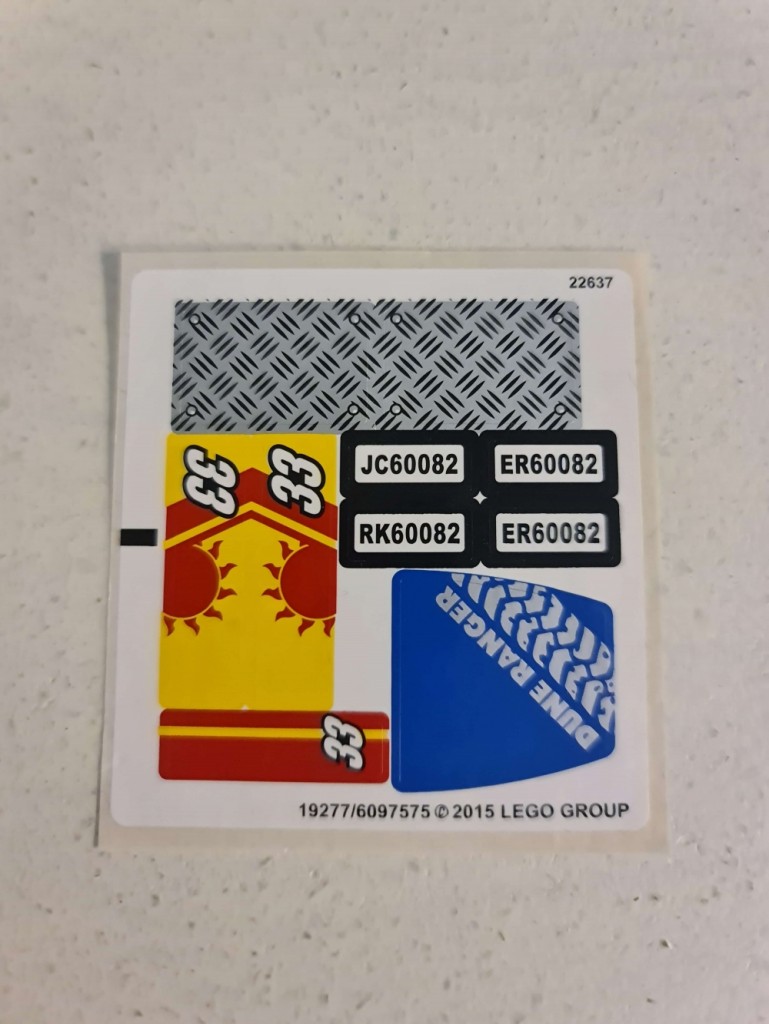 22637
33
33
JC60082
ER60082
RK60082
ER60082
DUNE RANGER
33
19277/6097575 © 2015 LEGO GROUP